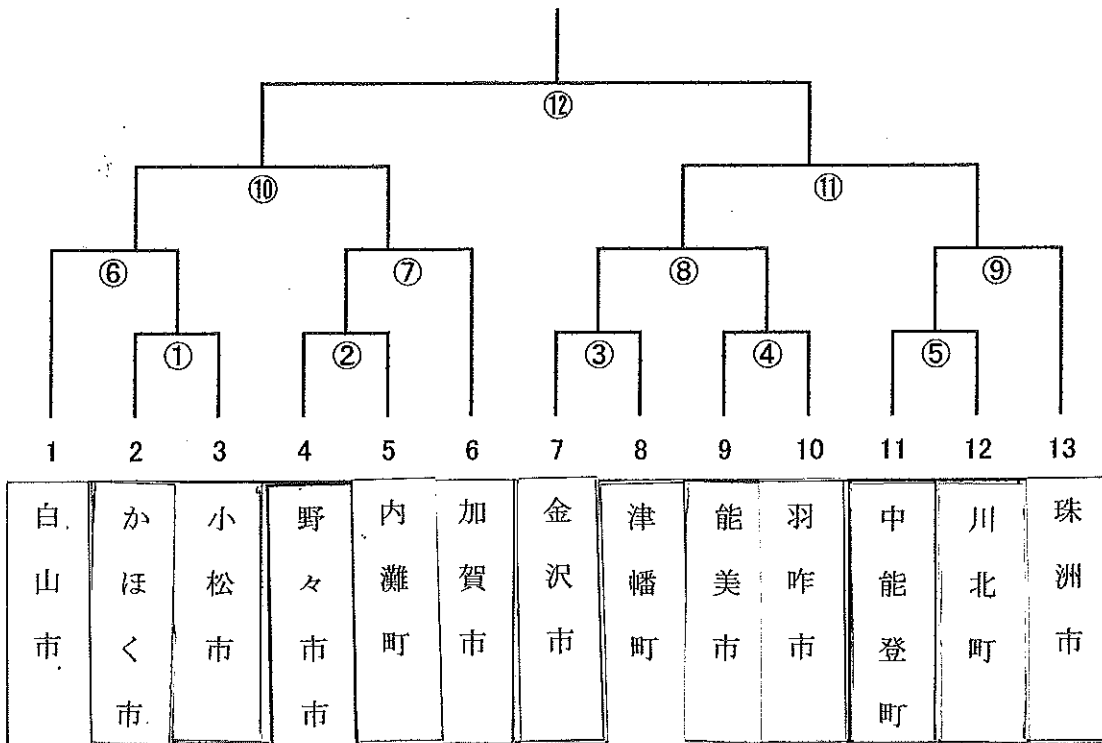 ⑫
⑩ ⑪
⑥ ⑦ ⑧ ⑨
① ② ③ ④ ⑤
1 2 3 4 5 6 7 8 9 10 11 12 13
白山市
かほく市
小松市
野々市市
内灘町
加賀市
金沢市
津幡町
能美市
羽咋市
中能登町
川北町
珠洲市